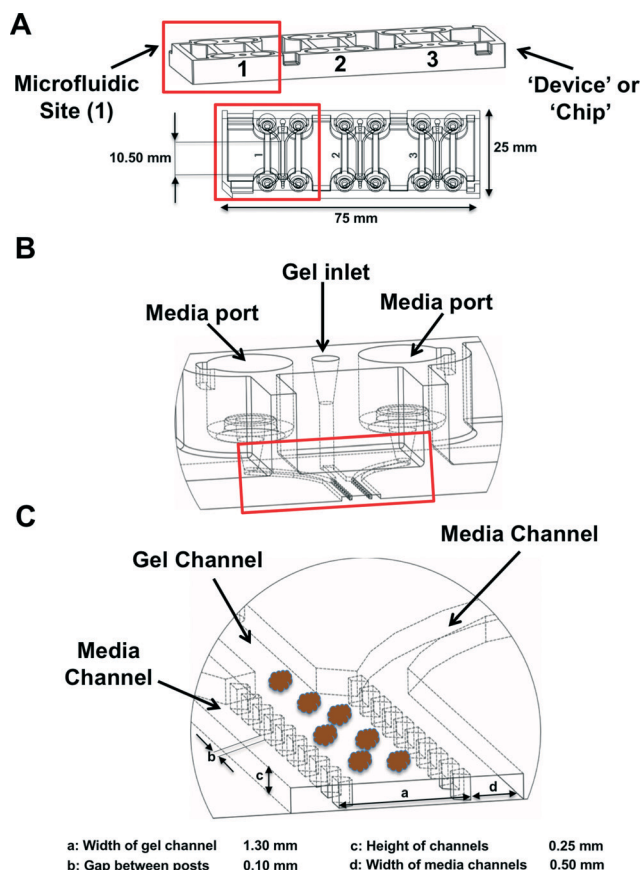 A
Microfluidic
Site (1)
1
2
3
'Device' or
'Chip'
10.50 mm
1
2
3
25 mm
75 mm
B
Gel inlet
Media port
Media port
C
Media Channel
Gel Channel
Media
Channel
b
c
a
d
a: Width of gel channel 1.30 mm c: Height of channels 0.25 mm
b: Gap between posts 0.10 mm d: Width of media channels 0.50 mm